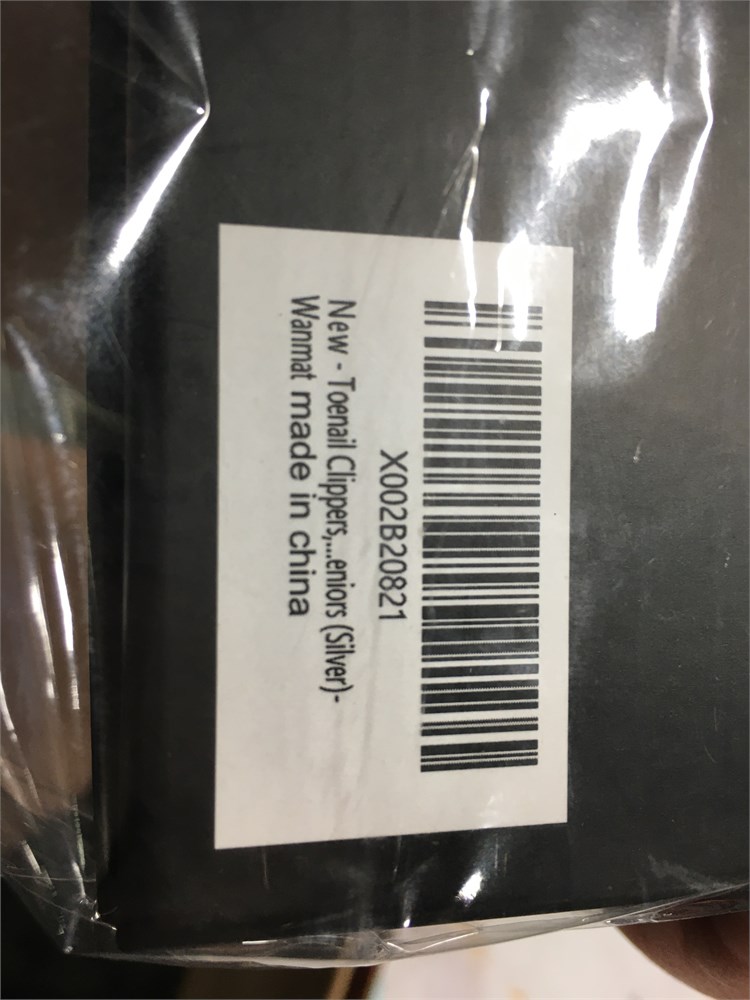 X002B20821
New - Toenail Clippers,...eniors (Silver)-
Wanmat made in china